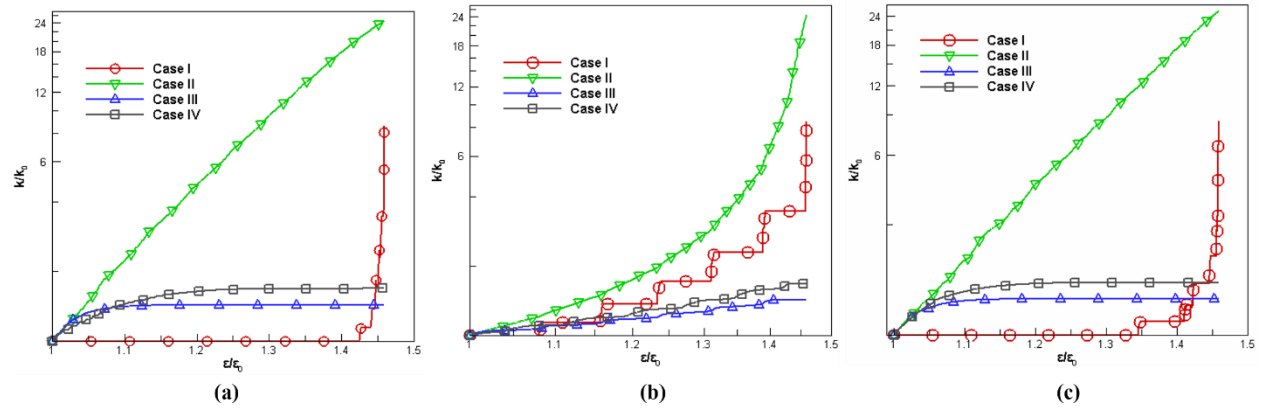 24
18
12
6
k/k0
Case I
Case II
Case III
Case IV
1
1.1
1.2
1.3
1.4
1.5
ε/ε0
(a)
24
18
12
6
k/k0
Case I
Case II
Case III
Case IV
1
1.1
1.2
1.3
1.4
1.5
ε/ε0
(b)
24
18
12
6
k/k0
Case I
Case II
Case III
Case IV
1
1.1
1.2
1.3
1.4
1.5
ε/ε0
(c)